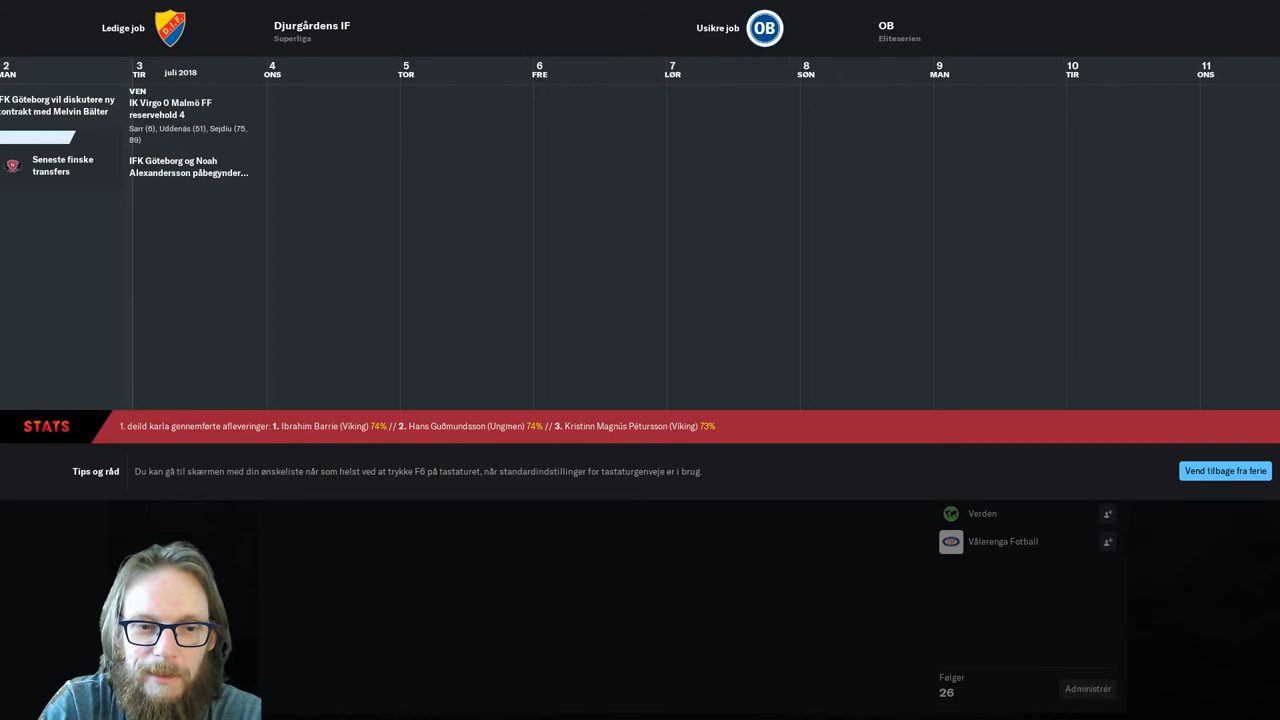 Ledige job
D.I.F.
Djurgårdens IF
Superliga
Usikre job
OB
OB
Eliteserien
2
MAN
3
TIR
juli 2018
4
ONS
5
TOR
6
FRE
7
LØR
8
SØN
9
MAN
10
TIR
11
ONS
FK Göteborg vil diskutere ny
kontrakt med Melvin Bälter
Seneste finske
transfers
VEN
IK Virgo 0 Malmö FF
reservehold 4
Sarr (6), Uddenäs (51), Sejdiu (75,
89)
IFK Göteborg og Noah
Alexandersson påbegynder...
STATS
1. deild karla gennemførte afleveringer: 1. Ibrahim Barrie (Víking) 74% // 2. Hans Guðmundsson (Ungmen) 74% // 3. Kristinn Magnús Pétursson (Víking) 73%
Tips og råd
Du kan gå til skærmen med din ønskeliste når som helst ved at trykke F6 på tastaturet, når standardindstillinger for tastaturgenveje er i brug.
Vend tilbage fra ferie
Verden
Vålerenga Fotball
Følger
26
Administrér